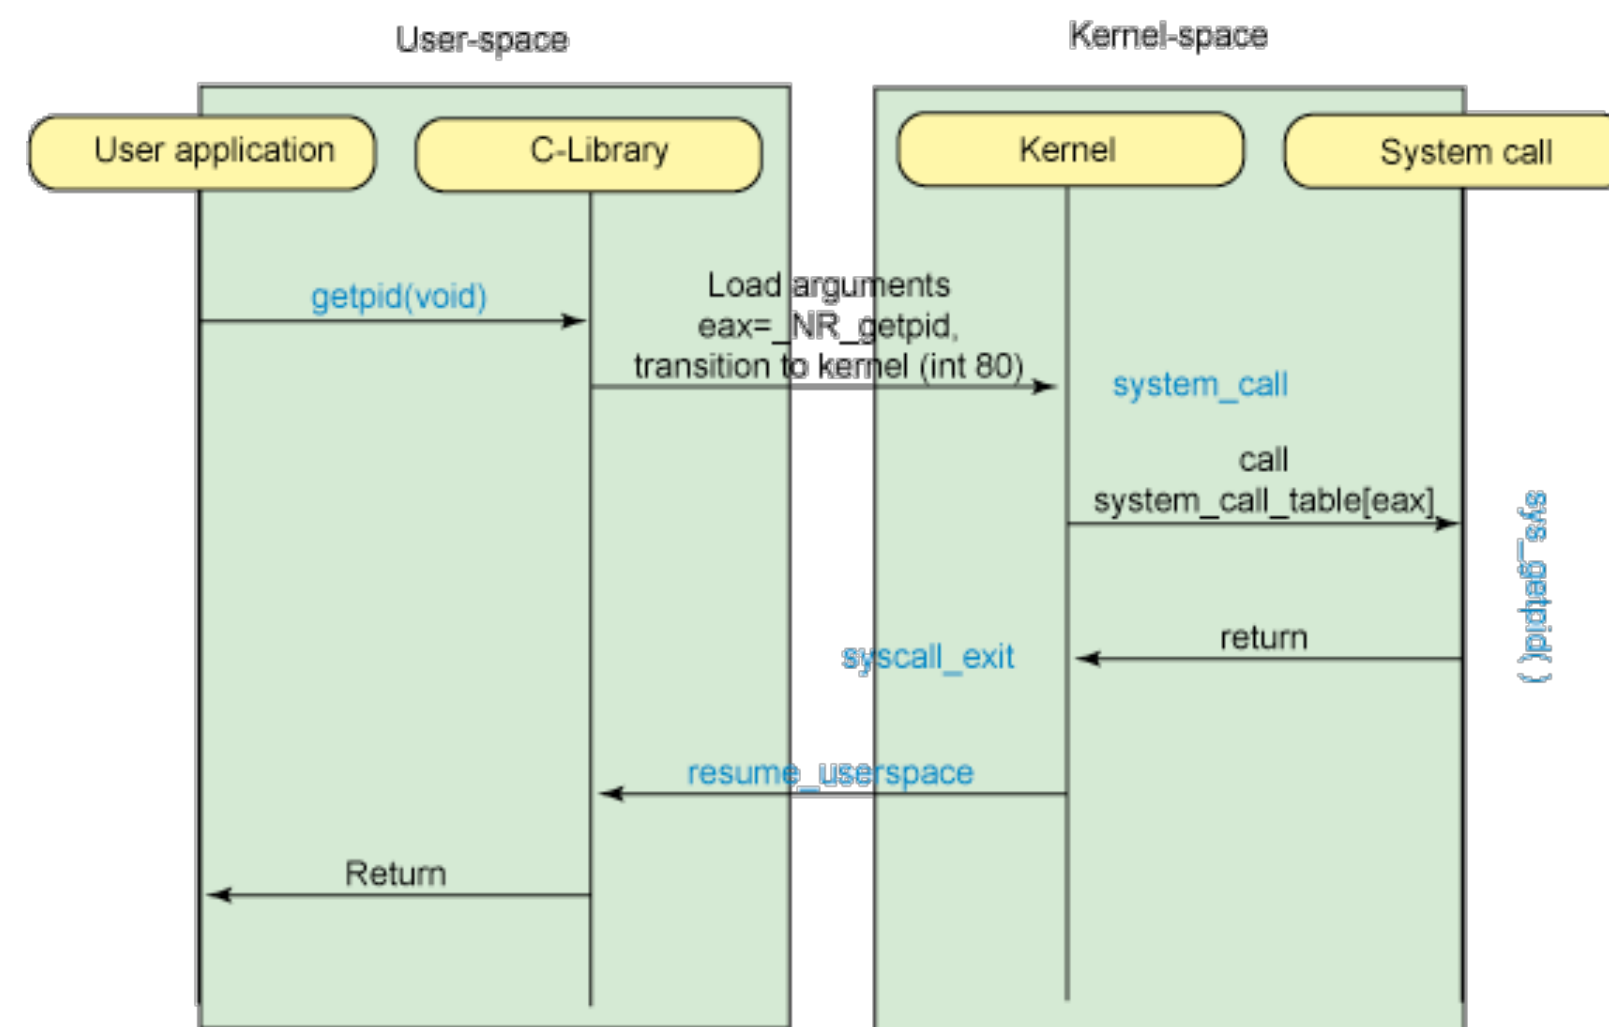 User-space
Kernel-space
User application
C-Library
Kernel
System call
getpid(void)
Load arguments
eax=_NR_getpid,
transition to kernel (int 80)
system_call
call
system_call_table[eax]
sys_getpid()
return
syscall_exit
resume_userspace
Return